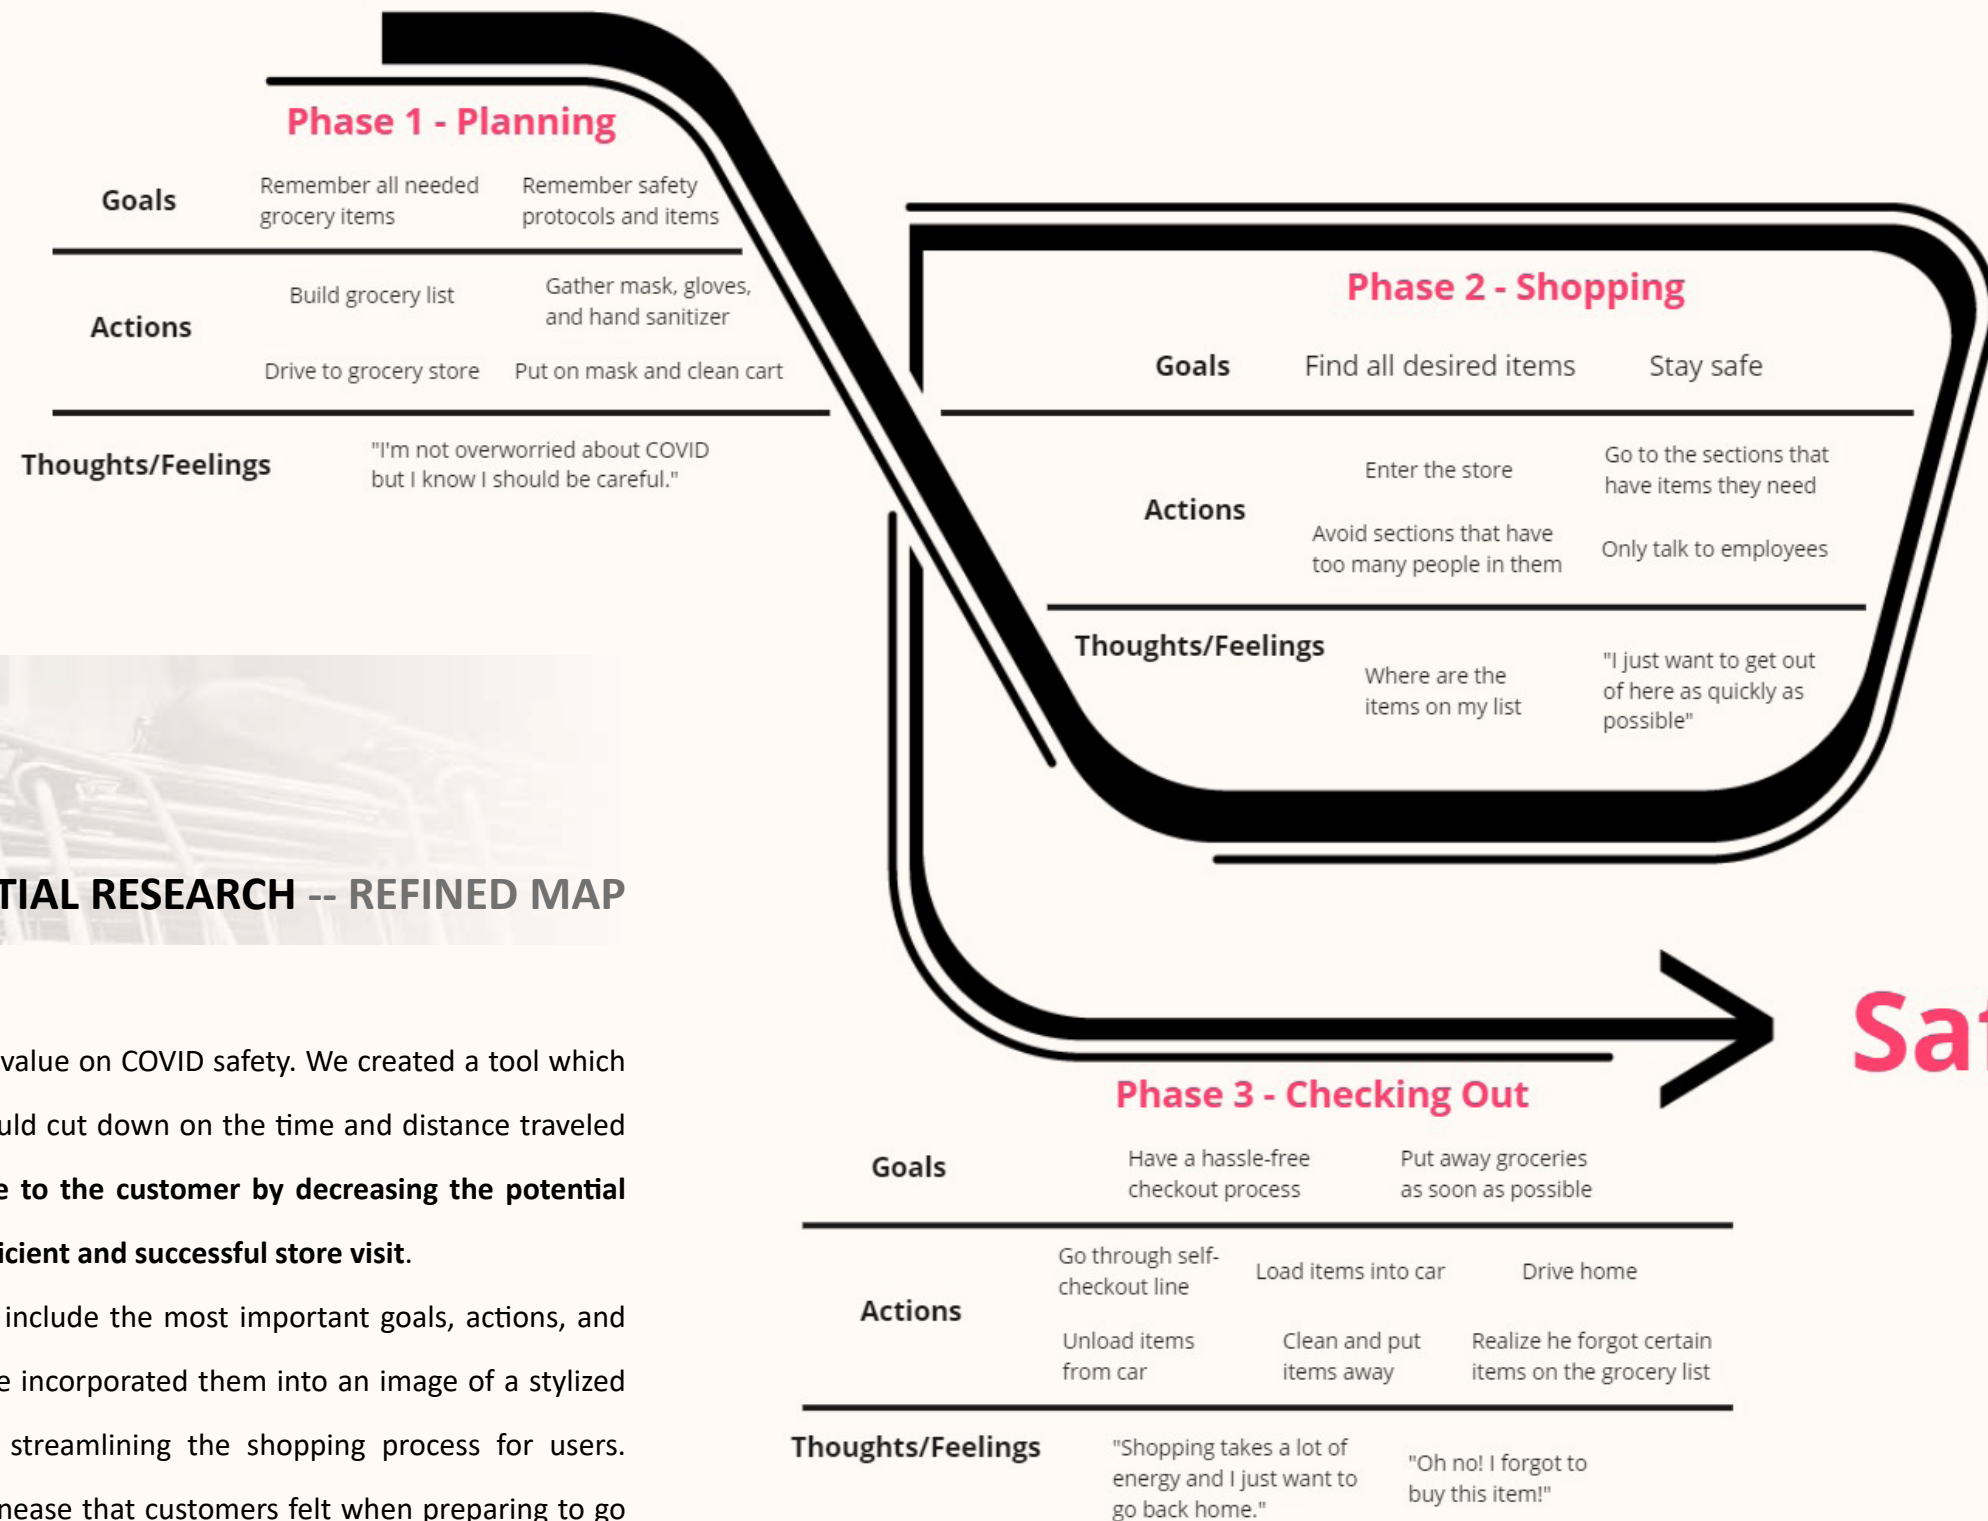 Phase 1 - Planning
Goals
Remember all needed
grocery items
Remember safety
protocols and items
Actions
Build grocery list
Gather mask, gloves,
and hand sanitizer
Drive to grocery store
Put on mask and clean cart
Thoughts/Feelings
"I'm not overworried about COVID
but I know I should be careful."
Phase 2 - Shopping
Goals
Find all desired items
Stay safe
Actions
Enter the store
Go to the sections that
have items they need
Avoid sections that have
too many people in them
Only talk to employees
Thoughts/Feelings
Where are the
items on my list
"I just want to get out
of here as quickly as
possible"
RESEARCH -- REFINED MAP
value on COVID safety. We created a tool which
cut down on the time and distance traveled
to the customer by decreasing the potential
and successful store visit.
include the most important goals, actions, and
incorporated them into an image of a stylized
streamlining the shopping process for users.
that customers felt when preparing to go
Phase 3 - Checking Out
Goals
Have a hassle-free
checkout process
Put away groceries
as soon as possible
Actions
Go through self-
checkout line
Load items into car
Drive home
Unload items
from car
Clean and put
items away
Realize he forgot certain
items on the grocery list
Thoughts/Feelings
"Shopping takes a lot of
energy and I just want to
go back home."
"Oh no! I forgot to
buy this item!"